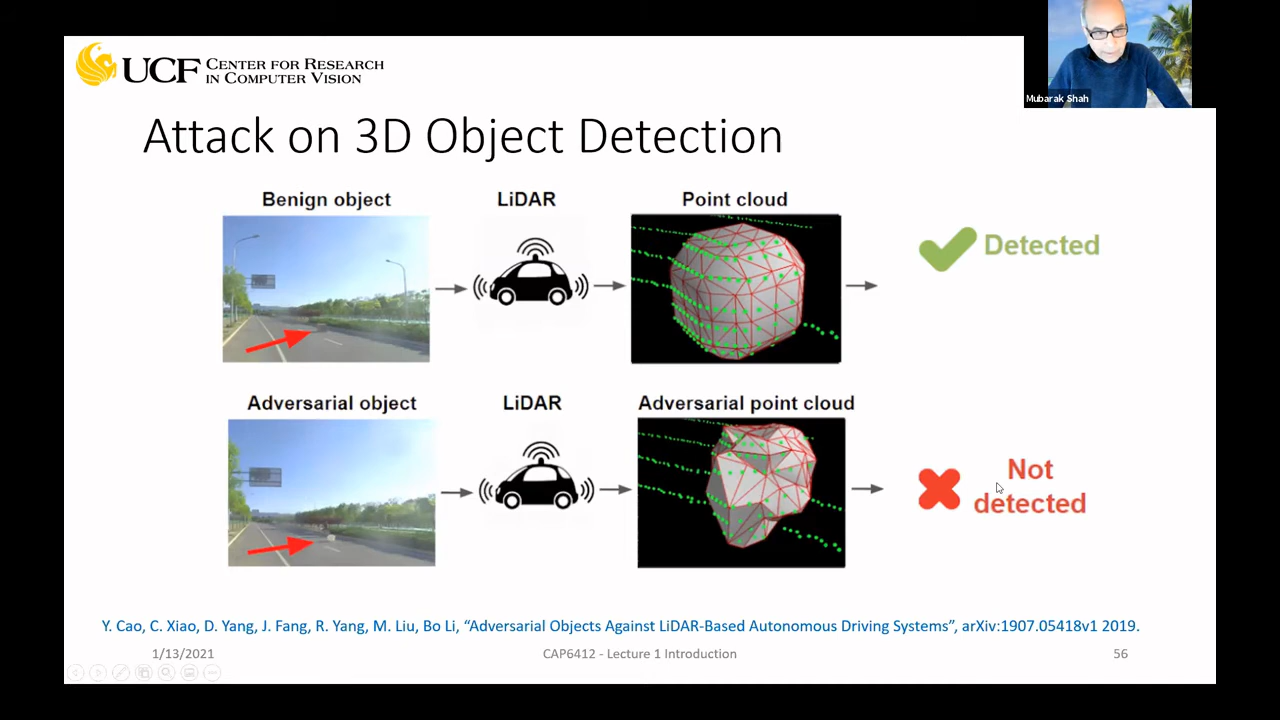 UCF CENTER FOR RESEARCH
IN COMPUTER VISION
Mubarak Shah
Attack on 3D Object Detection
Benign object
LiDAR
Point cloud
Detected
Adversarial object
LiDAR
Adversarial point cloud
Not
detected
Y. Cao, C. Xiao, D. Yang, J. Fang, R. Yang, M. Liu, Bo Li, “Adversarial Objects Against LiDAR-Based Autonomous Driving Systems”, arXiv:1907.05418v1 2019.
1/13/2021
CAP6412 - Lecture 1 Introduction
56